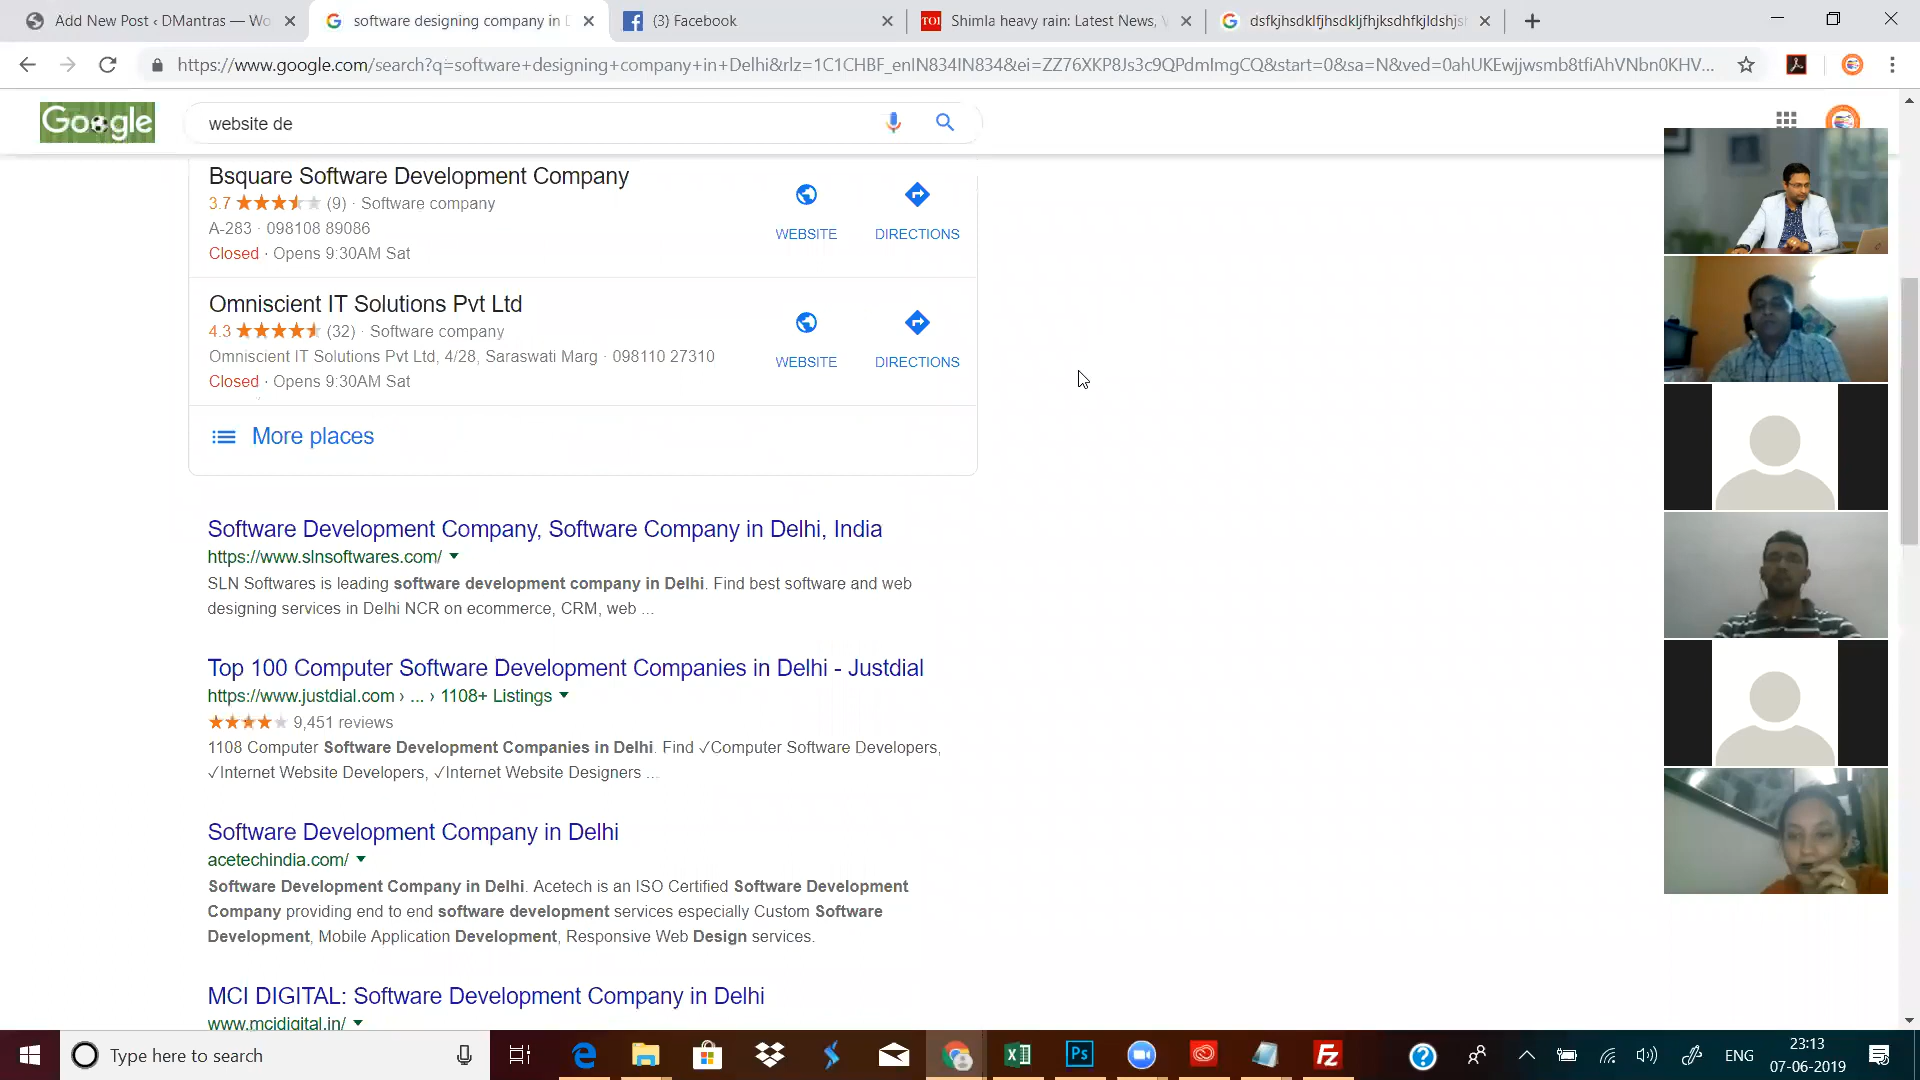 Add New Post ‹ DMantras — Wo
software designing company in D
(3) Facebook
TOI
Shimla heavy rain: Latest News, V
dsfkjhsdklfjhsdkljfhjksdhfkjldshjsh
https://www.google.com/search?q=software+designing+company+in+Delhi&rlz=1C1CHBF_enIN834IN834&ei=ZZ76XKP8Js3c9QPdmImgCQ&start=0&sa=N&ved=0ahUKEwjjwsmb8tfiAhVNbn0KHV...
Google
website de
Bsquare Software Development Company
3.7 (9) · Software company
A-283 · 098108 89086
Closed · Opens 9:30AM Sat
WEBSITE
DIRECTIONS
Omniscient IT Solutions Pvt Ltd
4.3 (32) · Software company
Omniscient IT Solutions Pvt Ltd, 4/28, Saraswati Marg · 098110 27310
Closed · Opens 9:30AM Sat
WEBSITE
DIRECTIONS
More places
Software Development Company, Software Company in Delhi, India
https://www.slnsoftwares.com/
SLN Softwares is leading software development company in Delhi. Find best software and web
designing services in Delhi NCR on ecommerce, CRM, web ...
Top 100 Computer Software Development Companies in Delhi - Justdial
https://www.justdial.com › ... › 1108+ Listings
9,451 reviews
1108 Computer Software Development Companies in Delhi. Find ✓Computer Software Developers,
✓Internet Website Developers, ✓Internet Website Designers ...
Software Development Company in Delhi
acetechindia.com/
Software Development Company in Delhi. Acetech is an ISO Certified Software Development
Company providing end to end software development services especially Custom Software
Development, Mobile Application Development, Responsive Web Design services.
MCI DIGITAL: Software Development Company in Delhi
www.mcidigital.in/
Type here to search
Ps
Fz
ENG
23:13
07-06-2019